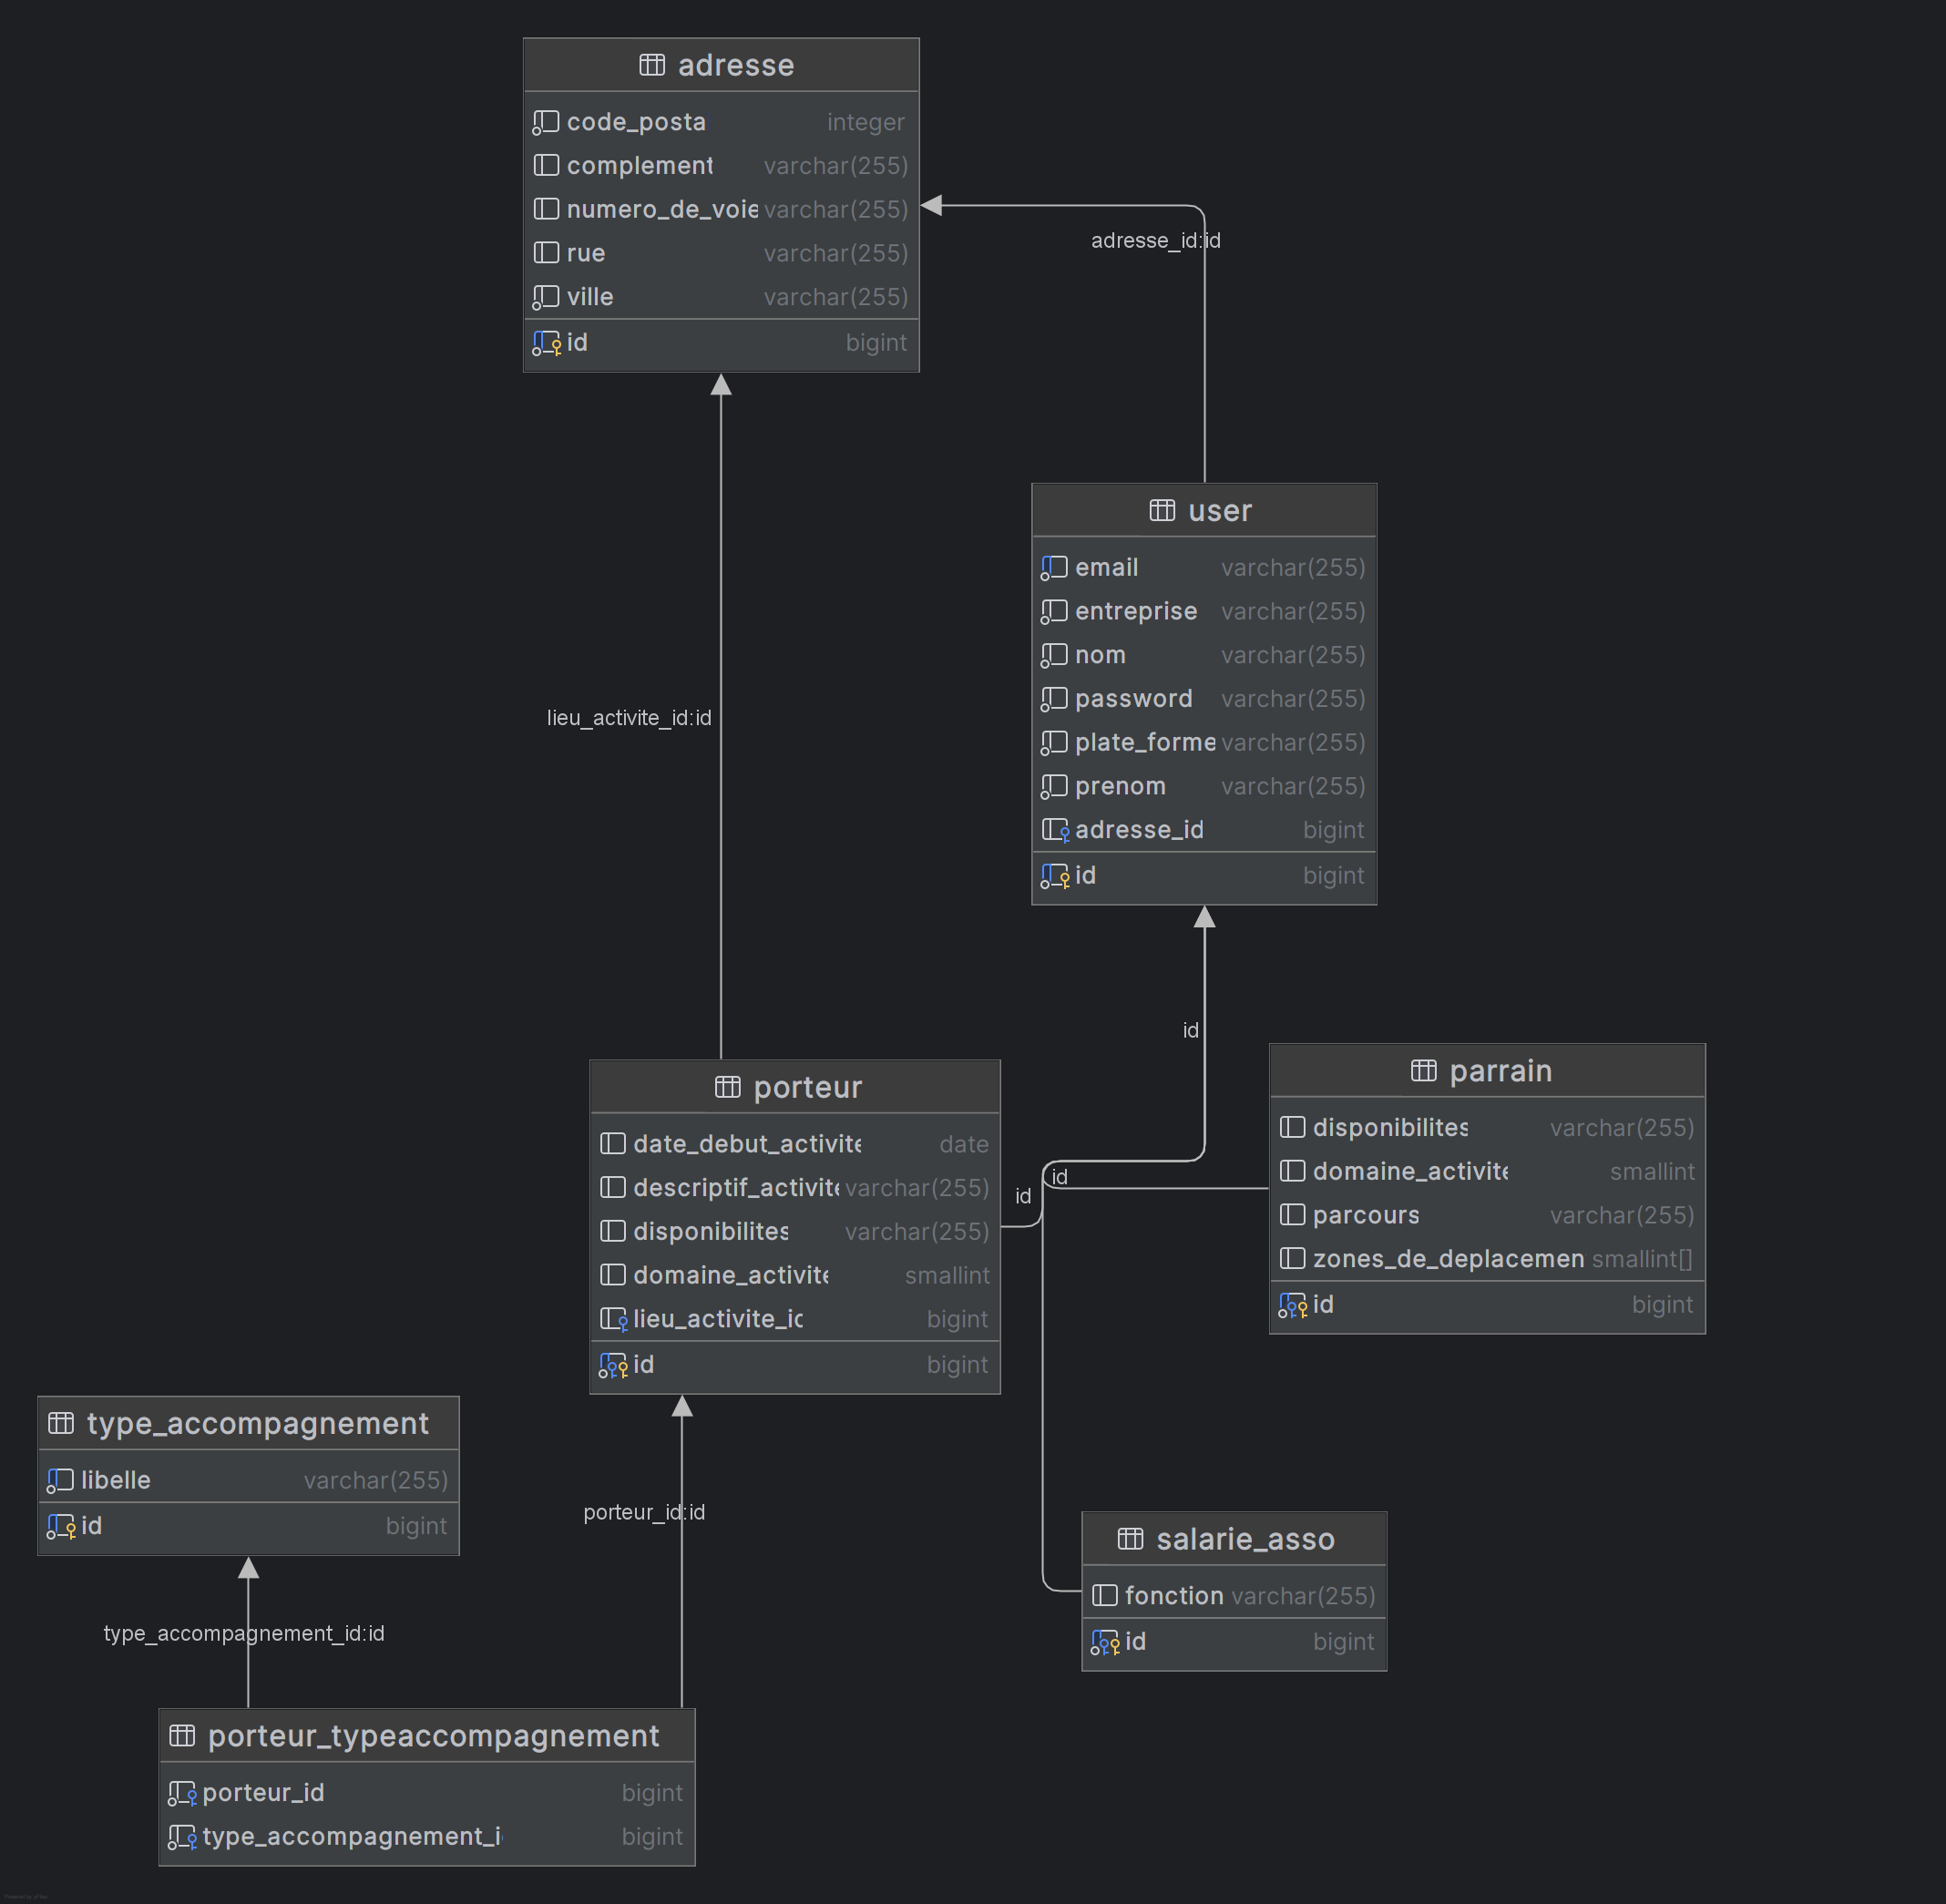 adresse
code_posta integer
complement varchar(255)
numero_de_voie varchar(255)
rue varchar(255)
ville varchar(255)
id bigint
adresse_id:id
user
email varchar(255)
entreprise varchar(255)
nom varchar(255)
password varchar(255)
plate_forme varchar(255)
prenom varchar(255)
adresse_id bigint
id bigint
lieu_activite_id:id
id
porteur
date_debut_activite date
descriptif_activite varchar(255)
disponibilites varchar(255)
domaine_activite smallint
lieu_activite_id bigint
id bigint
id
id
parrain
disponibilites varchar(255)
domaine_activite smallint
parcours varchar(255)
zones_de_deplacemen smallint[]
id bigint
type_accompagnement
libelle varchar(255)
id bigint
porteur_id:id
salarie_asso
fonction varchar(255)
id bigint
type_accompagnement_id:id
porteur_typeaccompagnement
porteur_id bigint
type_accompagnement_i bigint